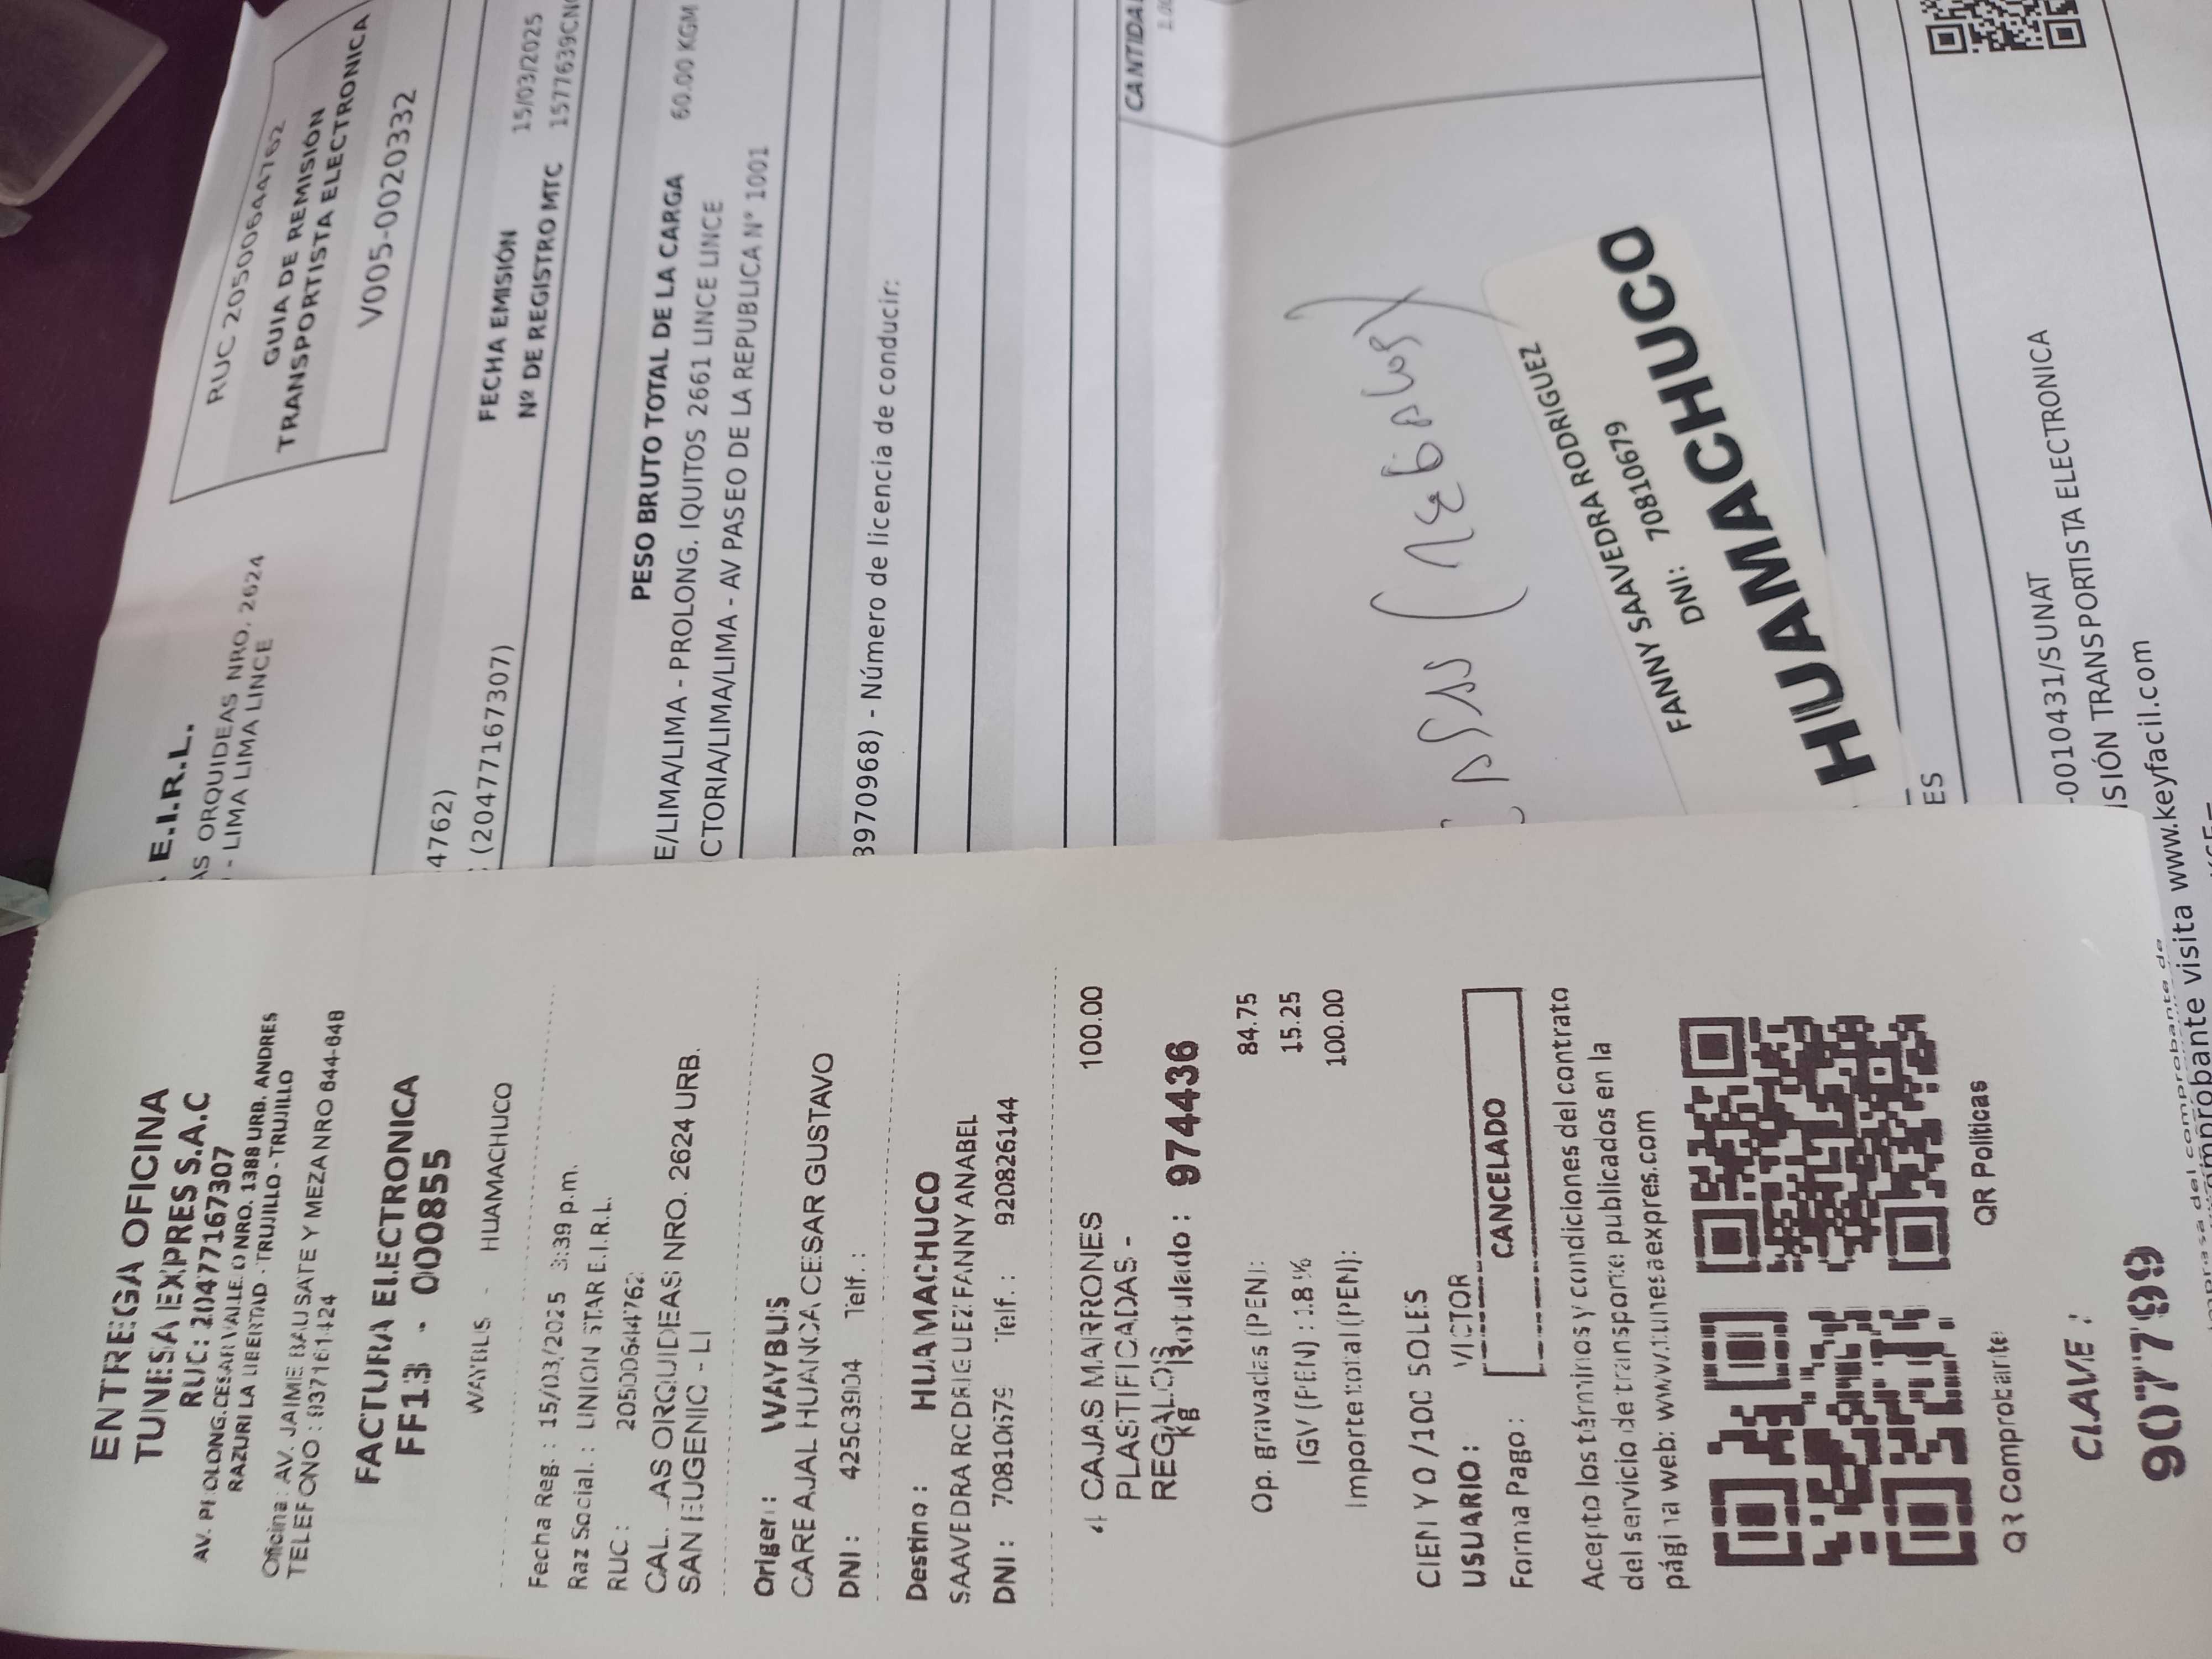 ENTREGA OFICINA
TUNESA EXPRES S.A.C
RUC: 20477167307
AV. PROLONG.CESAR VALLEJO NRO. 1388 URB. ANDRES
RAZURI LA LIBERTAD - TRUJILLO - TRUJILLO
Oficina: AV. JAIME BAUSATE Y MEZA NRO 644-648
TELEFONO :
FACTURA ELECTRONICA
FF13 - 000855
WAYBUS - HUAMACHUCO
Fecha Reg. : 15/03/2025 3:39 p.m.
Raz Social. : UNION STAR E.I.R.L.
RUC : 20500644762
CAL. LAS ORQUIDEAS NRO. 2624 URB.
SAN EUGENIO - LI
Origen : WAYBUS
CARBAJAL HUANCA CESAR GUSTAVO
DNI : 42503904 Telf. :
Destino : HUAMACHUCO
SAAVEDRA RODRIGUEZ FANNY ANABEL
DNI : 70810679 Telf. : 920826144
4 CAJAS MARRONES 100.00
PLASTIFICADAS -
REGALOS
kg Rotulado : 9744436
Op. gravadas (PEN): 84.75
IGV (PEN) : 18 % 15.25
Importe total (PEN): 100.00
CIEN Y 0 /100 SOLES
USUARIO : VICTOR
Forma Pago : CANCELADO
Acepto los términos y condiciones del contrato
del servicio de transporte publicados en la
página web: www.tunesaexpres.com
QR Comprobante QR Politicas
CLAVE :
907799
E.I.R.L.
AS ORQUIDEAS NRO. 2624
- LIMA LIMA LINCE
RUC 20500644762
GUIA DE REMISIÓN
TRANSPORTISTA ELECTRONICA
V005-00020332
44762)
(20477167307)
FECHA EMISIÓN 15/03/2025
Nº DE REGISTRO MTC 1577639CNG
PESO BRUTO TOTAL DE LA CARGA 60.00 KGM
E/LIMA/LIMA - PROLONG. IQUITOS 2661 LINCE LINCE
CTORIA/LIMA/LIMA - AV PASEO DE LA REPUBLICA N° 1001
3970968) - Número de licencia de conducir:
CANTIDA
FANNY SAAVEDRA RODRIGUEZ
DNI: 70810679
HUAMACHUCO
ES
-0010431/SUNAT
SIÓN TRANSPORTISTA ELECTRONICA
omprobante visita www.keyfacil.com